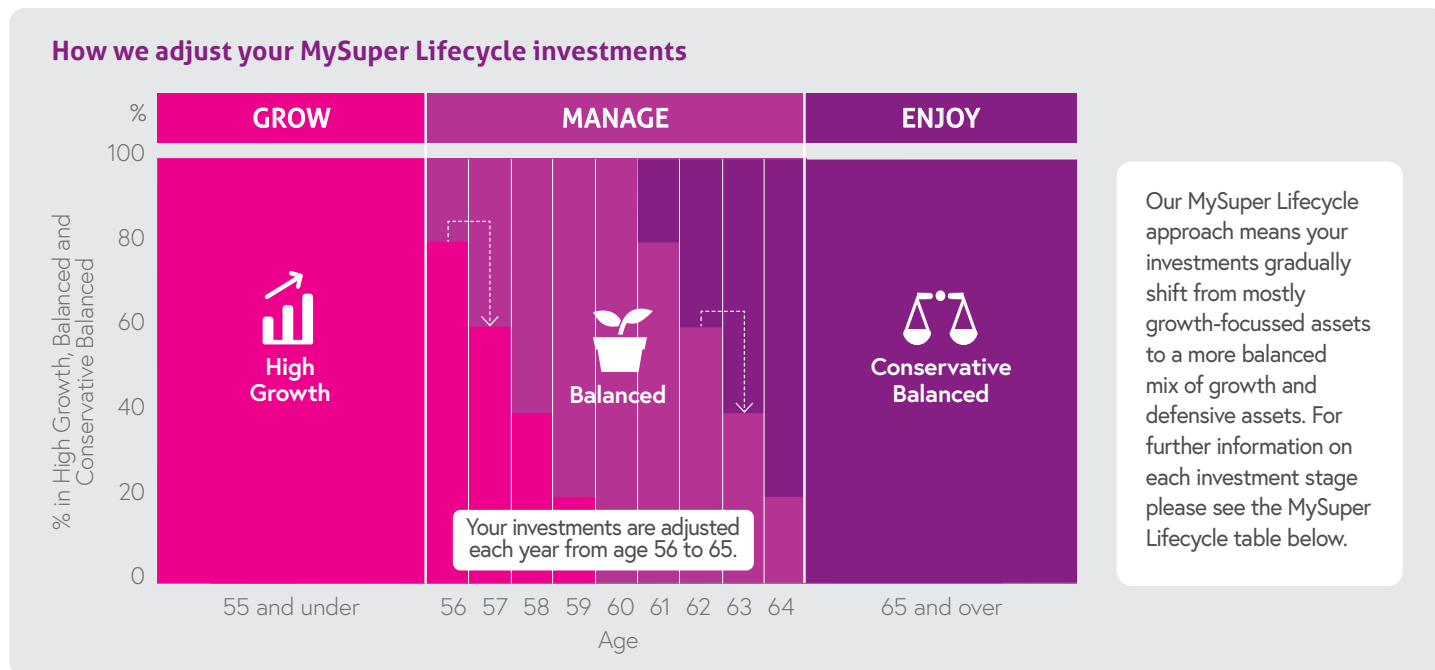 How we adjust your MySuper Lifecycle investments
%
GROW
MANAGE
ENJOY
100
80
60
40
20
0
% in High Growth, Balanced and
Conservative Balanced
High
Growth
Balanced
Conservative
Balanced
Your investments are adjusted
each year from age 56 to 65.
55 and under
56 57 58 59 60 61 62 63 64
65 and over
Age
Our MySuper Lifecycle
approach means your
investments gradually
shift from mostly
growth-focussed assets
to a more balanced
mix of growth and
defensive assets. For
further information on
each investment stage
please see the MySuper
Lifecycle table below.